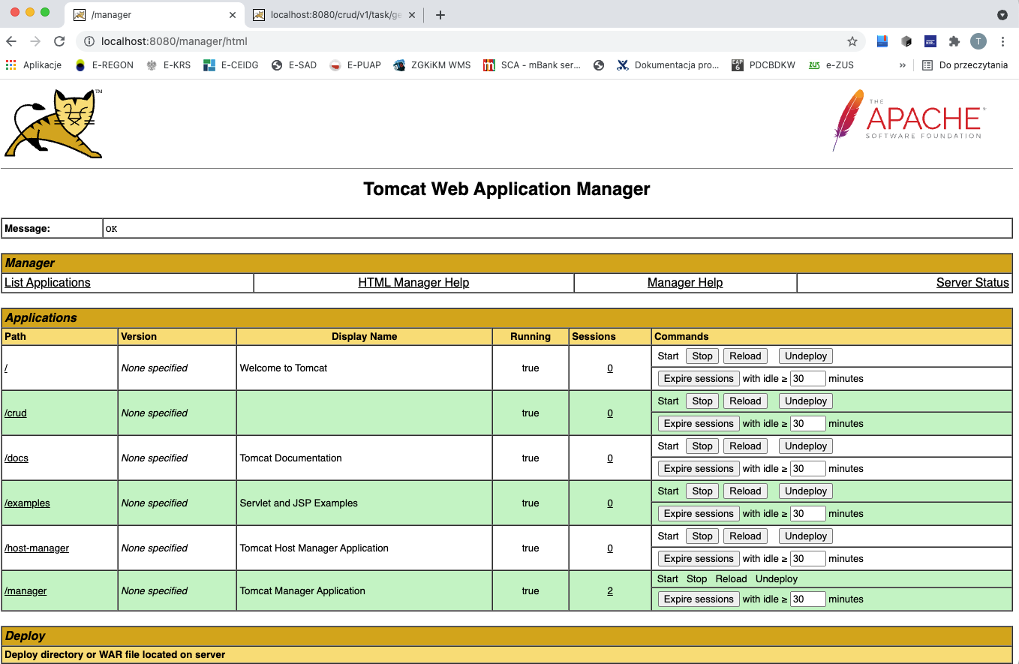 /manager
localhost:8080/crud/v1/task/ge
localhost:8080/manager/html
T
Aplikacje E-REGON E-KRS E-CEIDG E-SAD E-PUAP ZGKiKM WMS SCA - mBank ser... Dokumentacja pro... PDCBDKW ZUS e-ZUS » Do przeczytania
TM
THE
APACHE®
SOFTWARE FOUNDATION
Tomcat Web Application Manager
Message: OK
Manager
List Applications HTML Manager Help Manager Help Server Status
Applications
Path Version Display Name Running Sessions Commands
/ None specified Welcome to Tomcat true 0 Start Stop Reload Undeploy
Expire sessions with idle ≥ 30 minutes
/crud None specified true 0 Start Stop Reload Undeploy
Expire sessions with idle ≥ 30 minutes
/docs None specified Tomcat Documentation true 0 Start Stop Reload Undeploy
Expire sessions with idle ≥ 30 minutes
/examples None specified Servlet and JSP Examples true 0 Start Stop Reload Undeploy
Expire sessions with idle ≥ 30 minutes
/host-manager None specified Tomcat Host Manager Application true 0 Start Stop Reload Undeploy
Expire sessions with idle ≥ 30 minutes
/manager None specified Tomcat Manager Application true 2 Start Stop Reload Undeploy
Expire sessions with idle ≥ 30 minutes
Deploy
Deploy directory or WAR file located on server